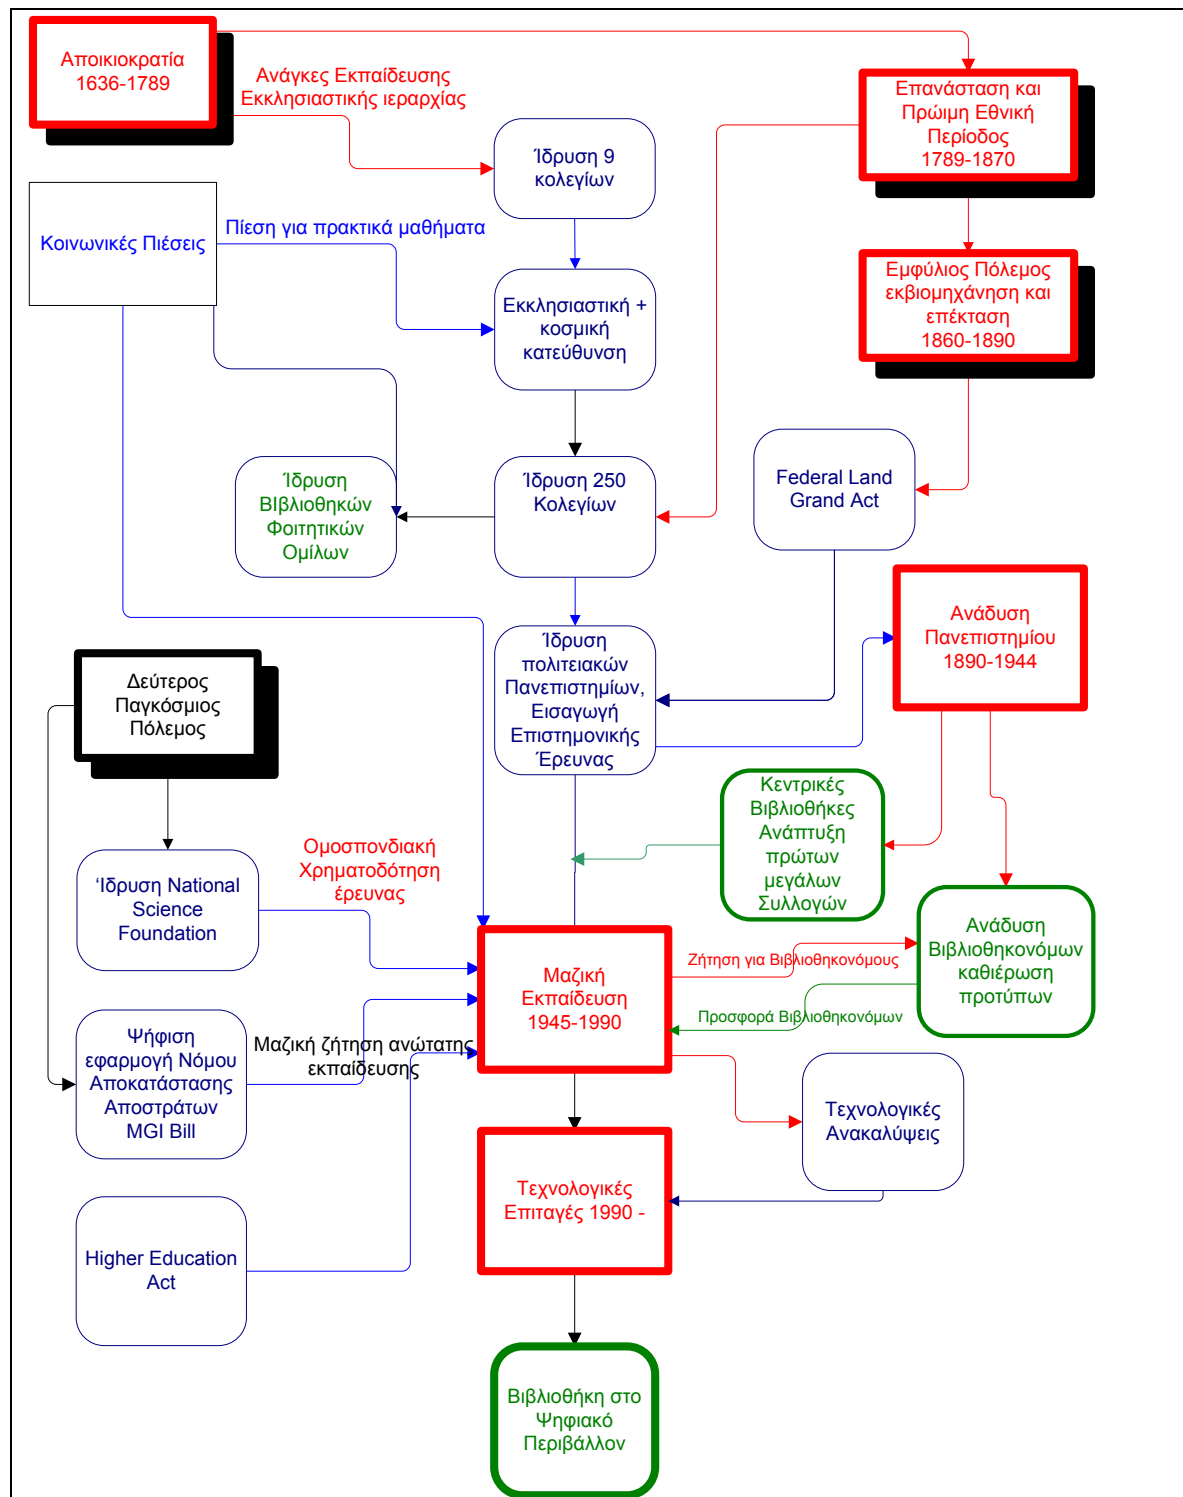 Αποικιοκρατία
1636-1789
Ανάγκες Εκπαίδευσης
Εκκλησιαστικής ιεραρχίας
Επανάσταση και
Πρώιμη Εθνική
Περίοδος
1789-1870
Ίδρυση 9
κολεγίων
Κοινωνικές Πιέσεις
Πίεση για πρακτικά μαθήματα
Εκκλησιαστική +
κοσμική
κατεύθυνση
Εμφύλιος Πόλεμος
εκβιομηχάνηση και
επέκταση
1860-1890
Ίδρυση
ΒΙβλιοθηκών
Φοιτητικών
Ομίλων
Ίδρυση 250
Κολεγίων
Federal Land
Grand Act
Ίδρυση
πολιτειακών
Πανεπιστημίων,
Εισαγωγή
Επιστημονικής
Έρευνας
Ανάδυση
Πανεπιστημίου
1890-1944
Δεύτερος
Παγκόσμιος
Πόλεμος
Κεντρικές
Βιβλιοθήκες
Ανάπτυξη
πρώτων
μεγάλων
Συλλογών
Ομοσπονδιακή
Χρηματοδότηση
έρευνας
‘Ίδρυση National
Science
Foundation
Ανάδυση
Βιβλιοθηκονόμων
καθιέρωση
προτύπων
Μαζική
Εκπαίδευση
1945-1990
Ζήτηση για Βιβλιοθηκονόμους
Προσφορά Βιβλιοθηκονόμων
Ψήφιση
εφαρμογή Νόμου
Αποκατάστασης
Αποστράτων
MGI Bill
Μαζική ζήτηση ανώτατης
εκπαίδευσης
Τεχνολογικές
Ανακαλύψεις
Τεχνολογικές
Επιταγές 1990 -
Higher Education
Act
Βιβλιοθήκη στο
Ψηφιακό
Περιβάλλον